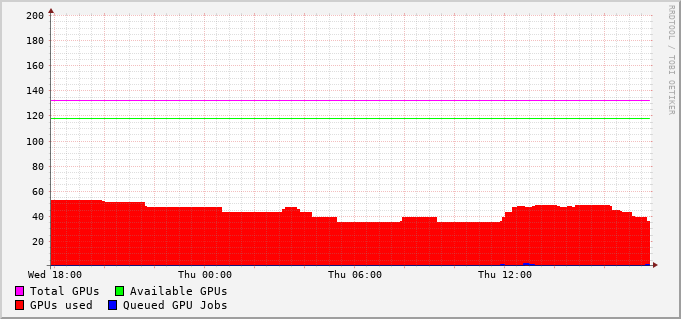 200
180
160
140
120
100
80
60
40
20
Wed 18:00 Thu 00:00 Thu 06:00 Thu 12:00
Total GPUs Available GPUs
GPUs used Queued GPU Jobs
RRDTOOL / TOBI OETIKER